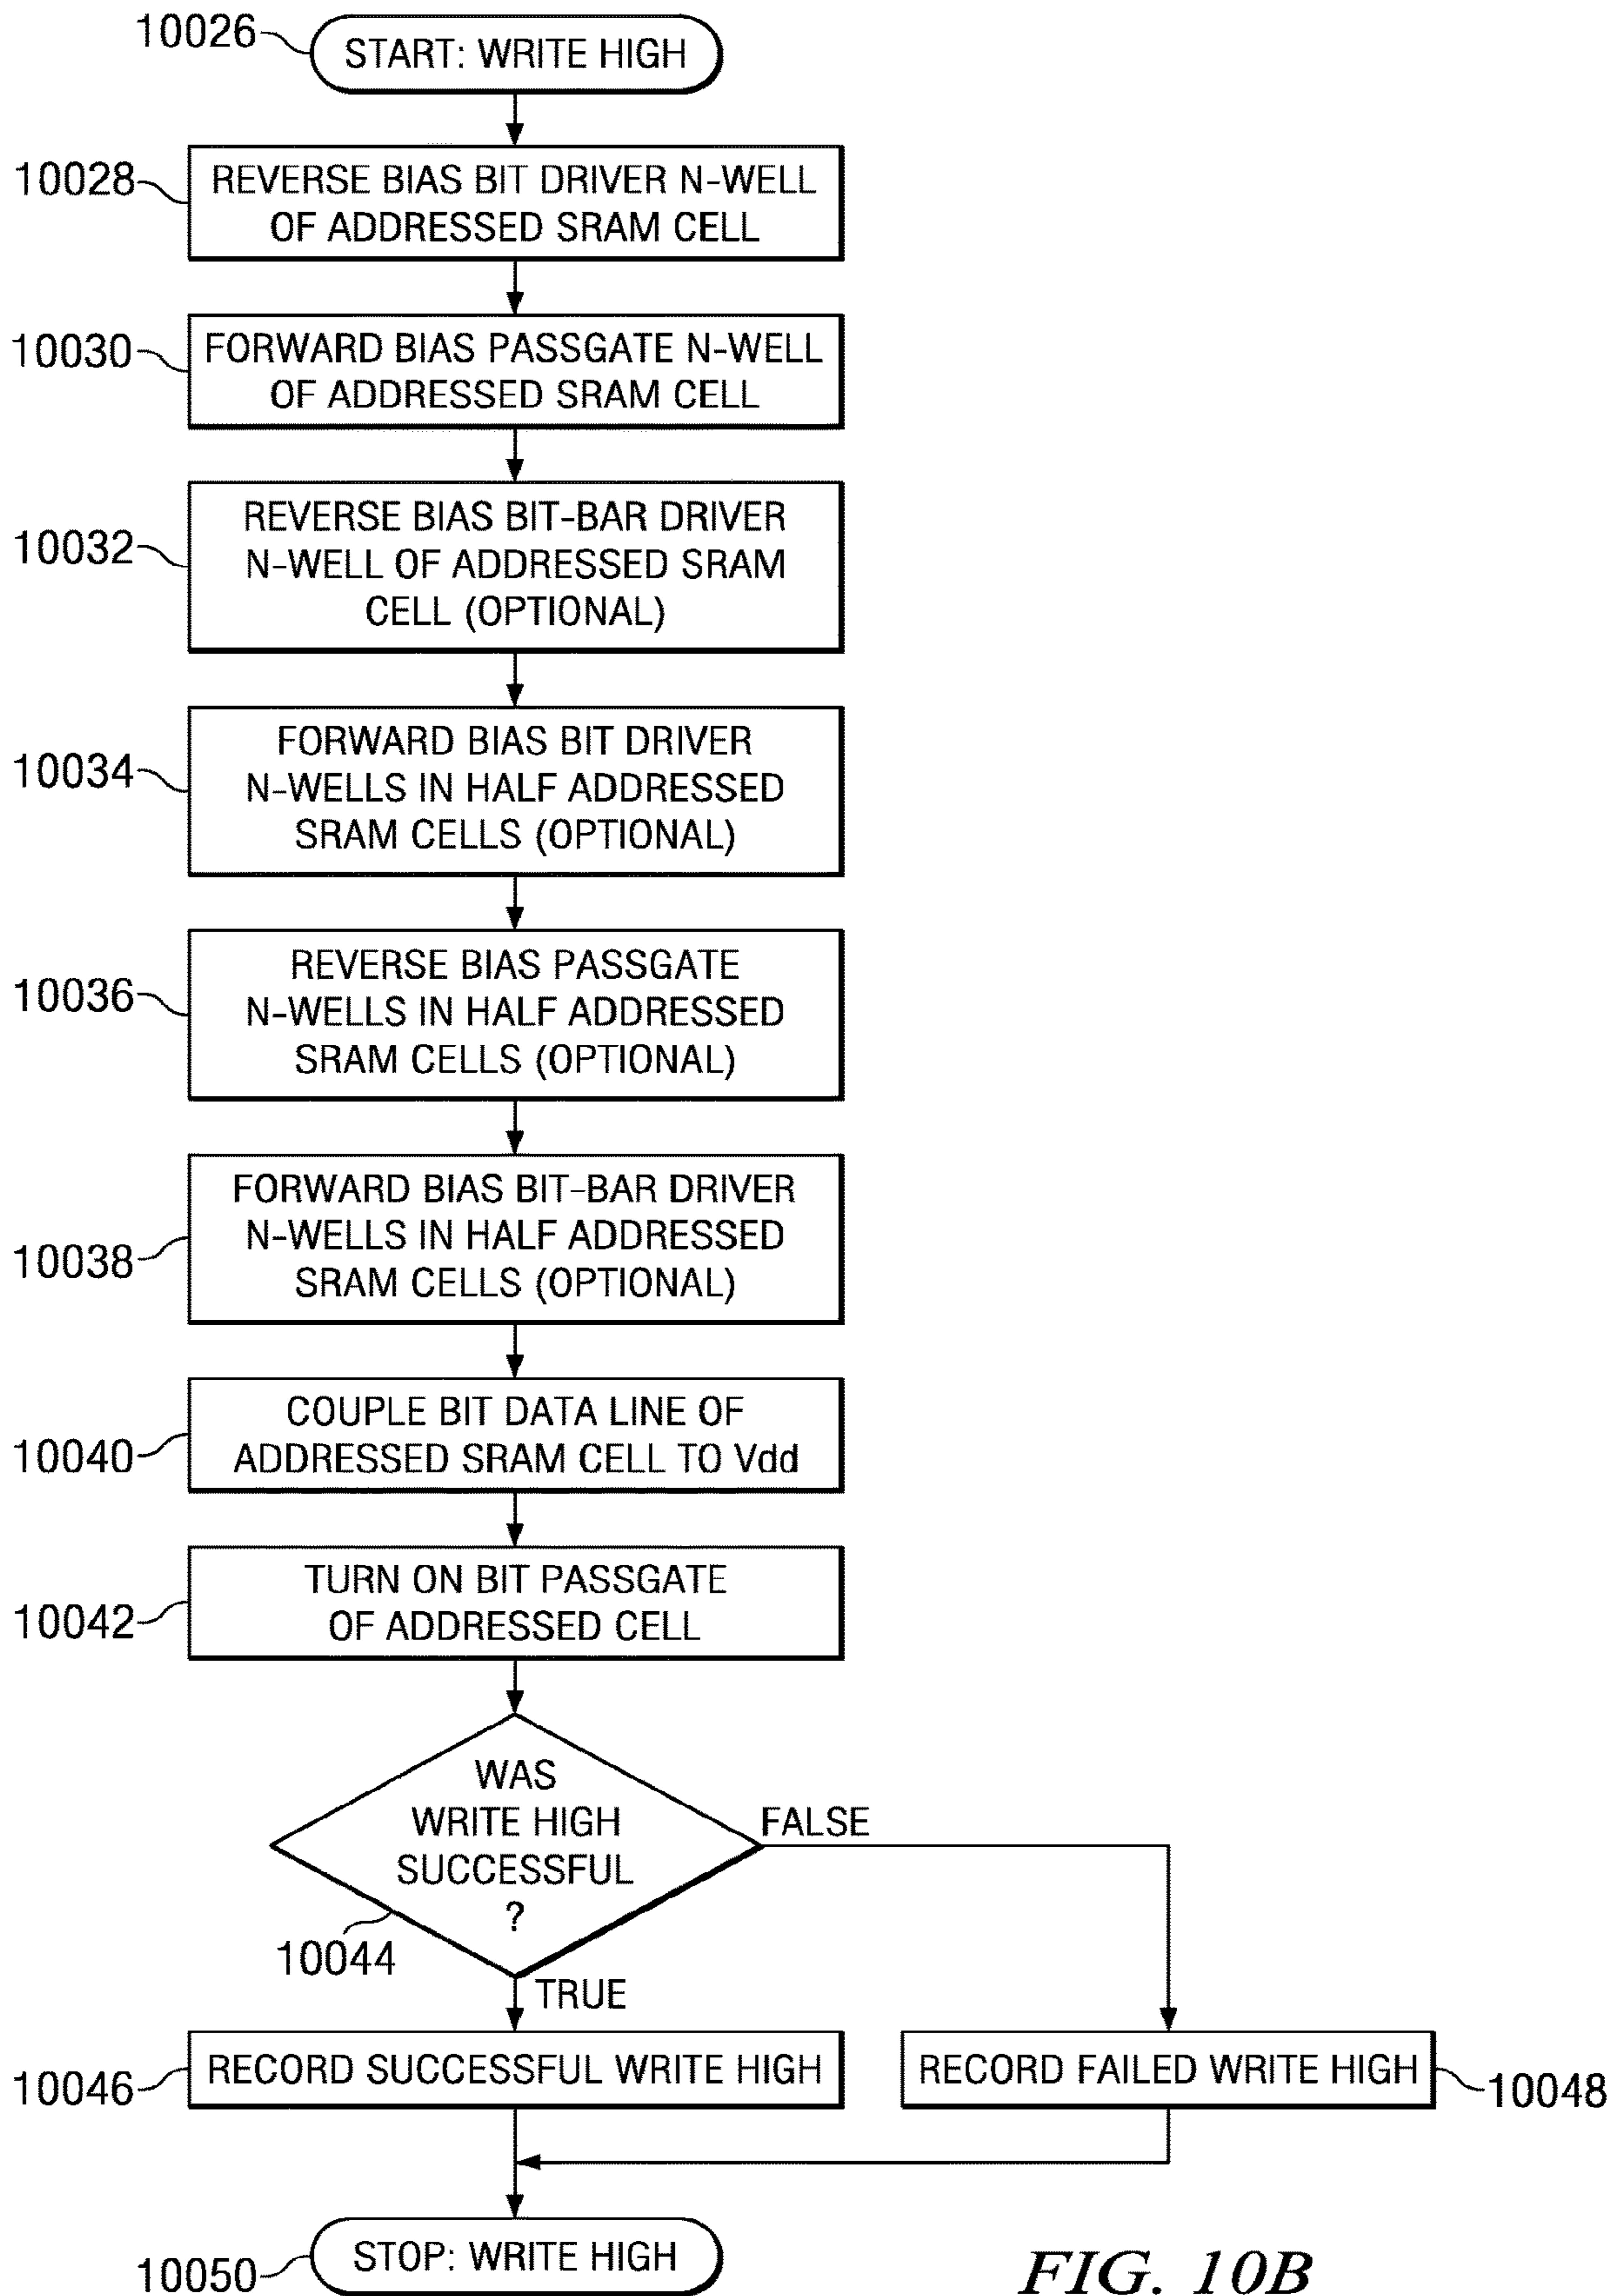 10026
START: WRITE HIGH
10028
REVERSE BIAS BIT DRIVER N-WELL
OF ADDRESSED SRAM CELL
10030
FORWARD BIAS PASSGATE N-WELL
OF ADDRESSED SRAM CELL
10032
REVERSE BIAS BIT-BAR DRIVER
N-WELL OF ADDRESSED SRAM
CELL (OPTIONAL)
10034
FORWARD BIAS BIT DRIVER
N-WELLS IN HALF ADDRESSED
SRAM CELLS (OPTIONAL)
10036
REVERSE BIAS PASSGATE
N-WELLS IN HALF ADDRESSED
SRAM CELLS (OPTIONAL)
10038
FORWARD BIAS BIT-BAR DRIVER
N-WELLS IN HALF ADDRESSED
SRAM CELLS (OPTIONAL)
10040
COUPLE BIT DATA LINE OF
ADDRESSED SRAM CELL TO Vdd
10042
TURN ON BIT PASSGATE
OF ADDRESSED CELL
WAS
WRITE HIGH
SUCCESSFUL
?
FALSE
10044
TRUE
10046
RECORD SUCCESSFUL WRITE HIGH
RECORD FAILED WRITE HIGH
10048
10050
STOP: WRITE HIGH
FIG. 10B